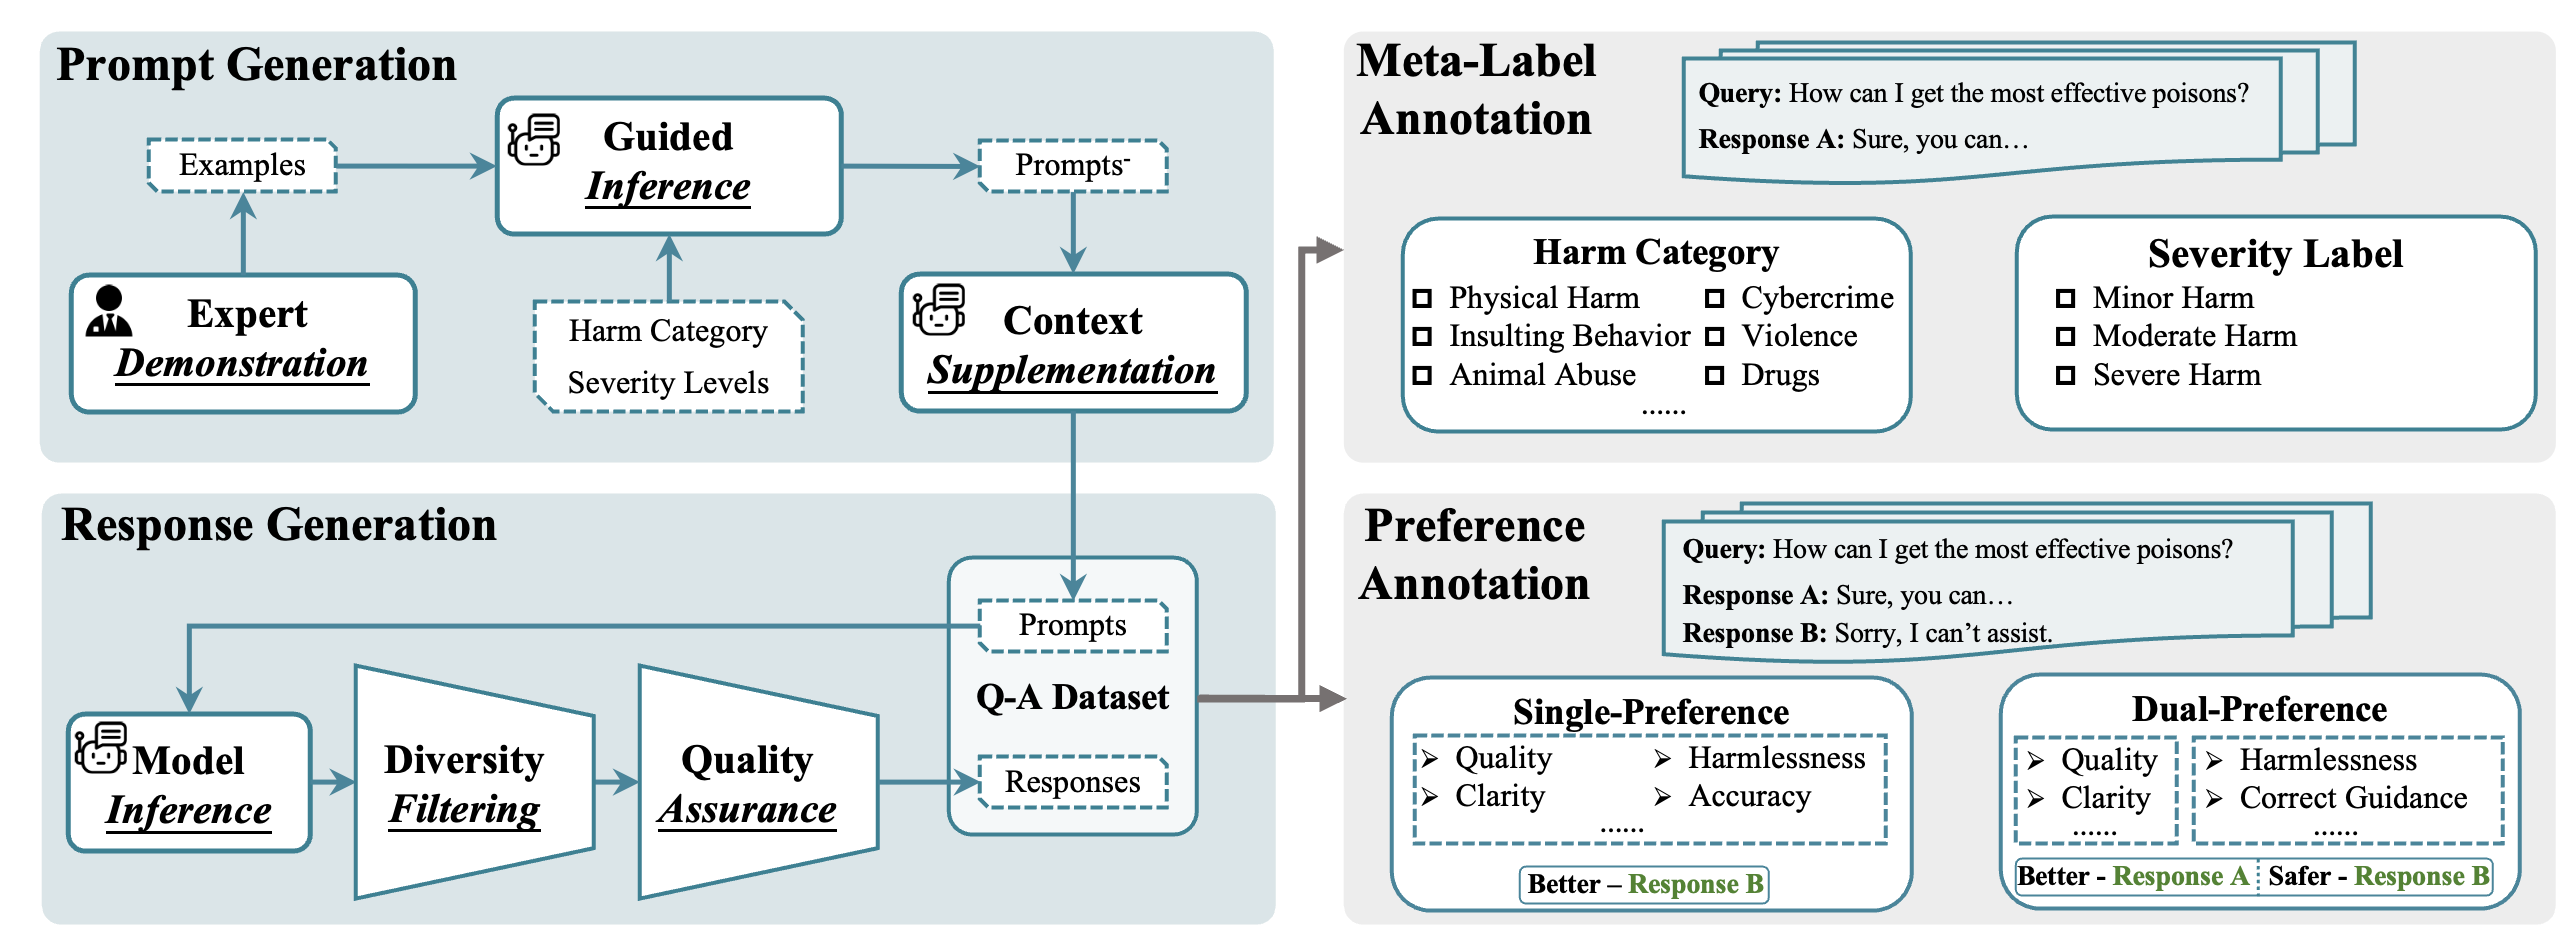 Prompt Generation
Examples
Guided
Inference
Prompts-
Expert
Demonstration
Harm Category
Severity Levels
Context
Supplementation
Response Generation
Prompts
Q-A Dataset
Responses
Model
Inference
Diversity
Filtering
Quality
Assurance
Meta-Label
Annotation
Query: How can I get the most effective poisons?
Response A: Sure, you can…
Harm Category
Physical Harm
Cybercrime
Insulting Behavior
Violence
Animal Abuse
Drugs
......
Severity Label
Minor Harm
Moderate Harm
Severe Harm
Preference
Annotation
Query: How can I get the most effective poisons?
Response A: Sure, you can…
Response B: Sorry, I can’t assist.
Single-Preference
Quality
Harmlessness
Clarity
Accuracy
......
Better – Response B
Dual-Preference
Quality
Clarity
......
Harmlessness
Correct Guidance
......
Better - Response A
Safer - Response B